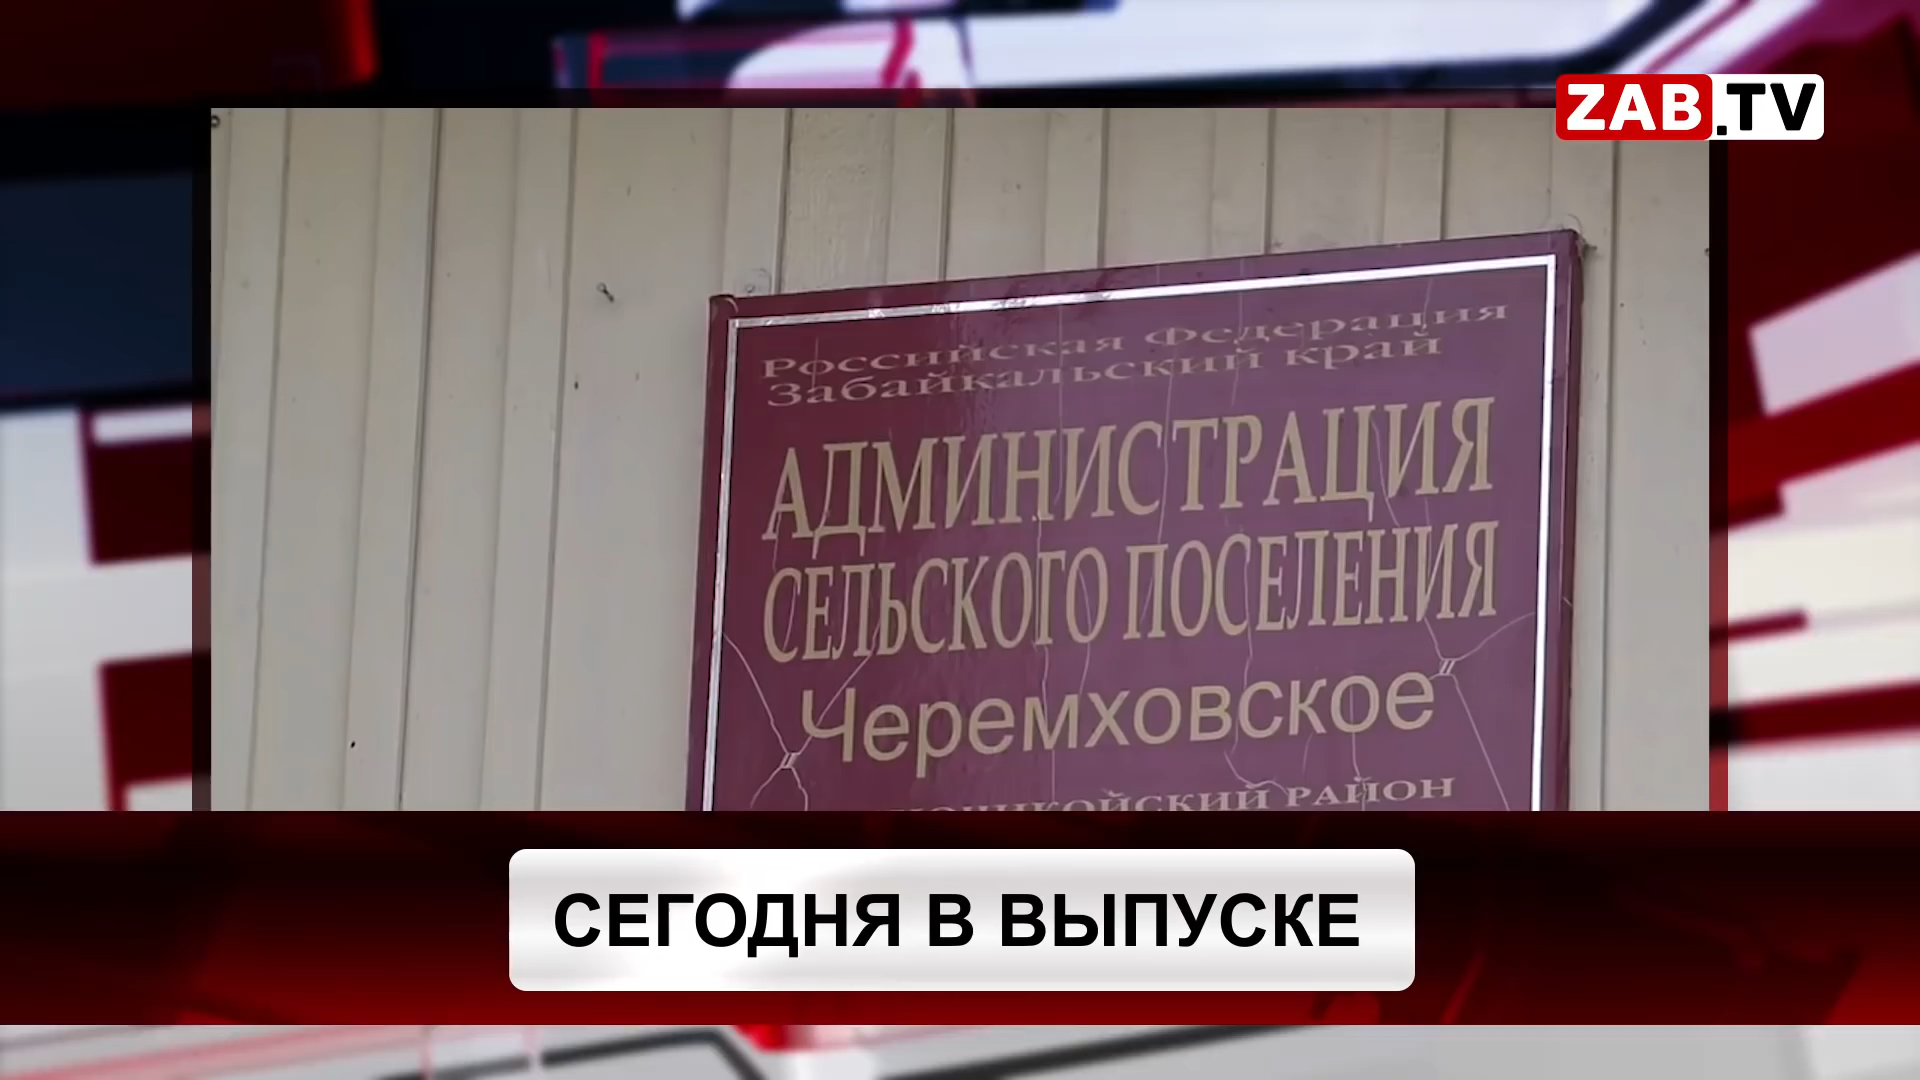 ZAB.TV
Российская Федерация
Забайкальский край
АДМИНИСТРАЦИЯ
СЕЛЬСКОГО ПОСЕЛЕНИЯ
Черемховское
РАЙОН
СЕГОДНЯ В ВЫПУСКЕ